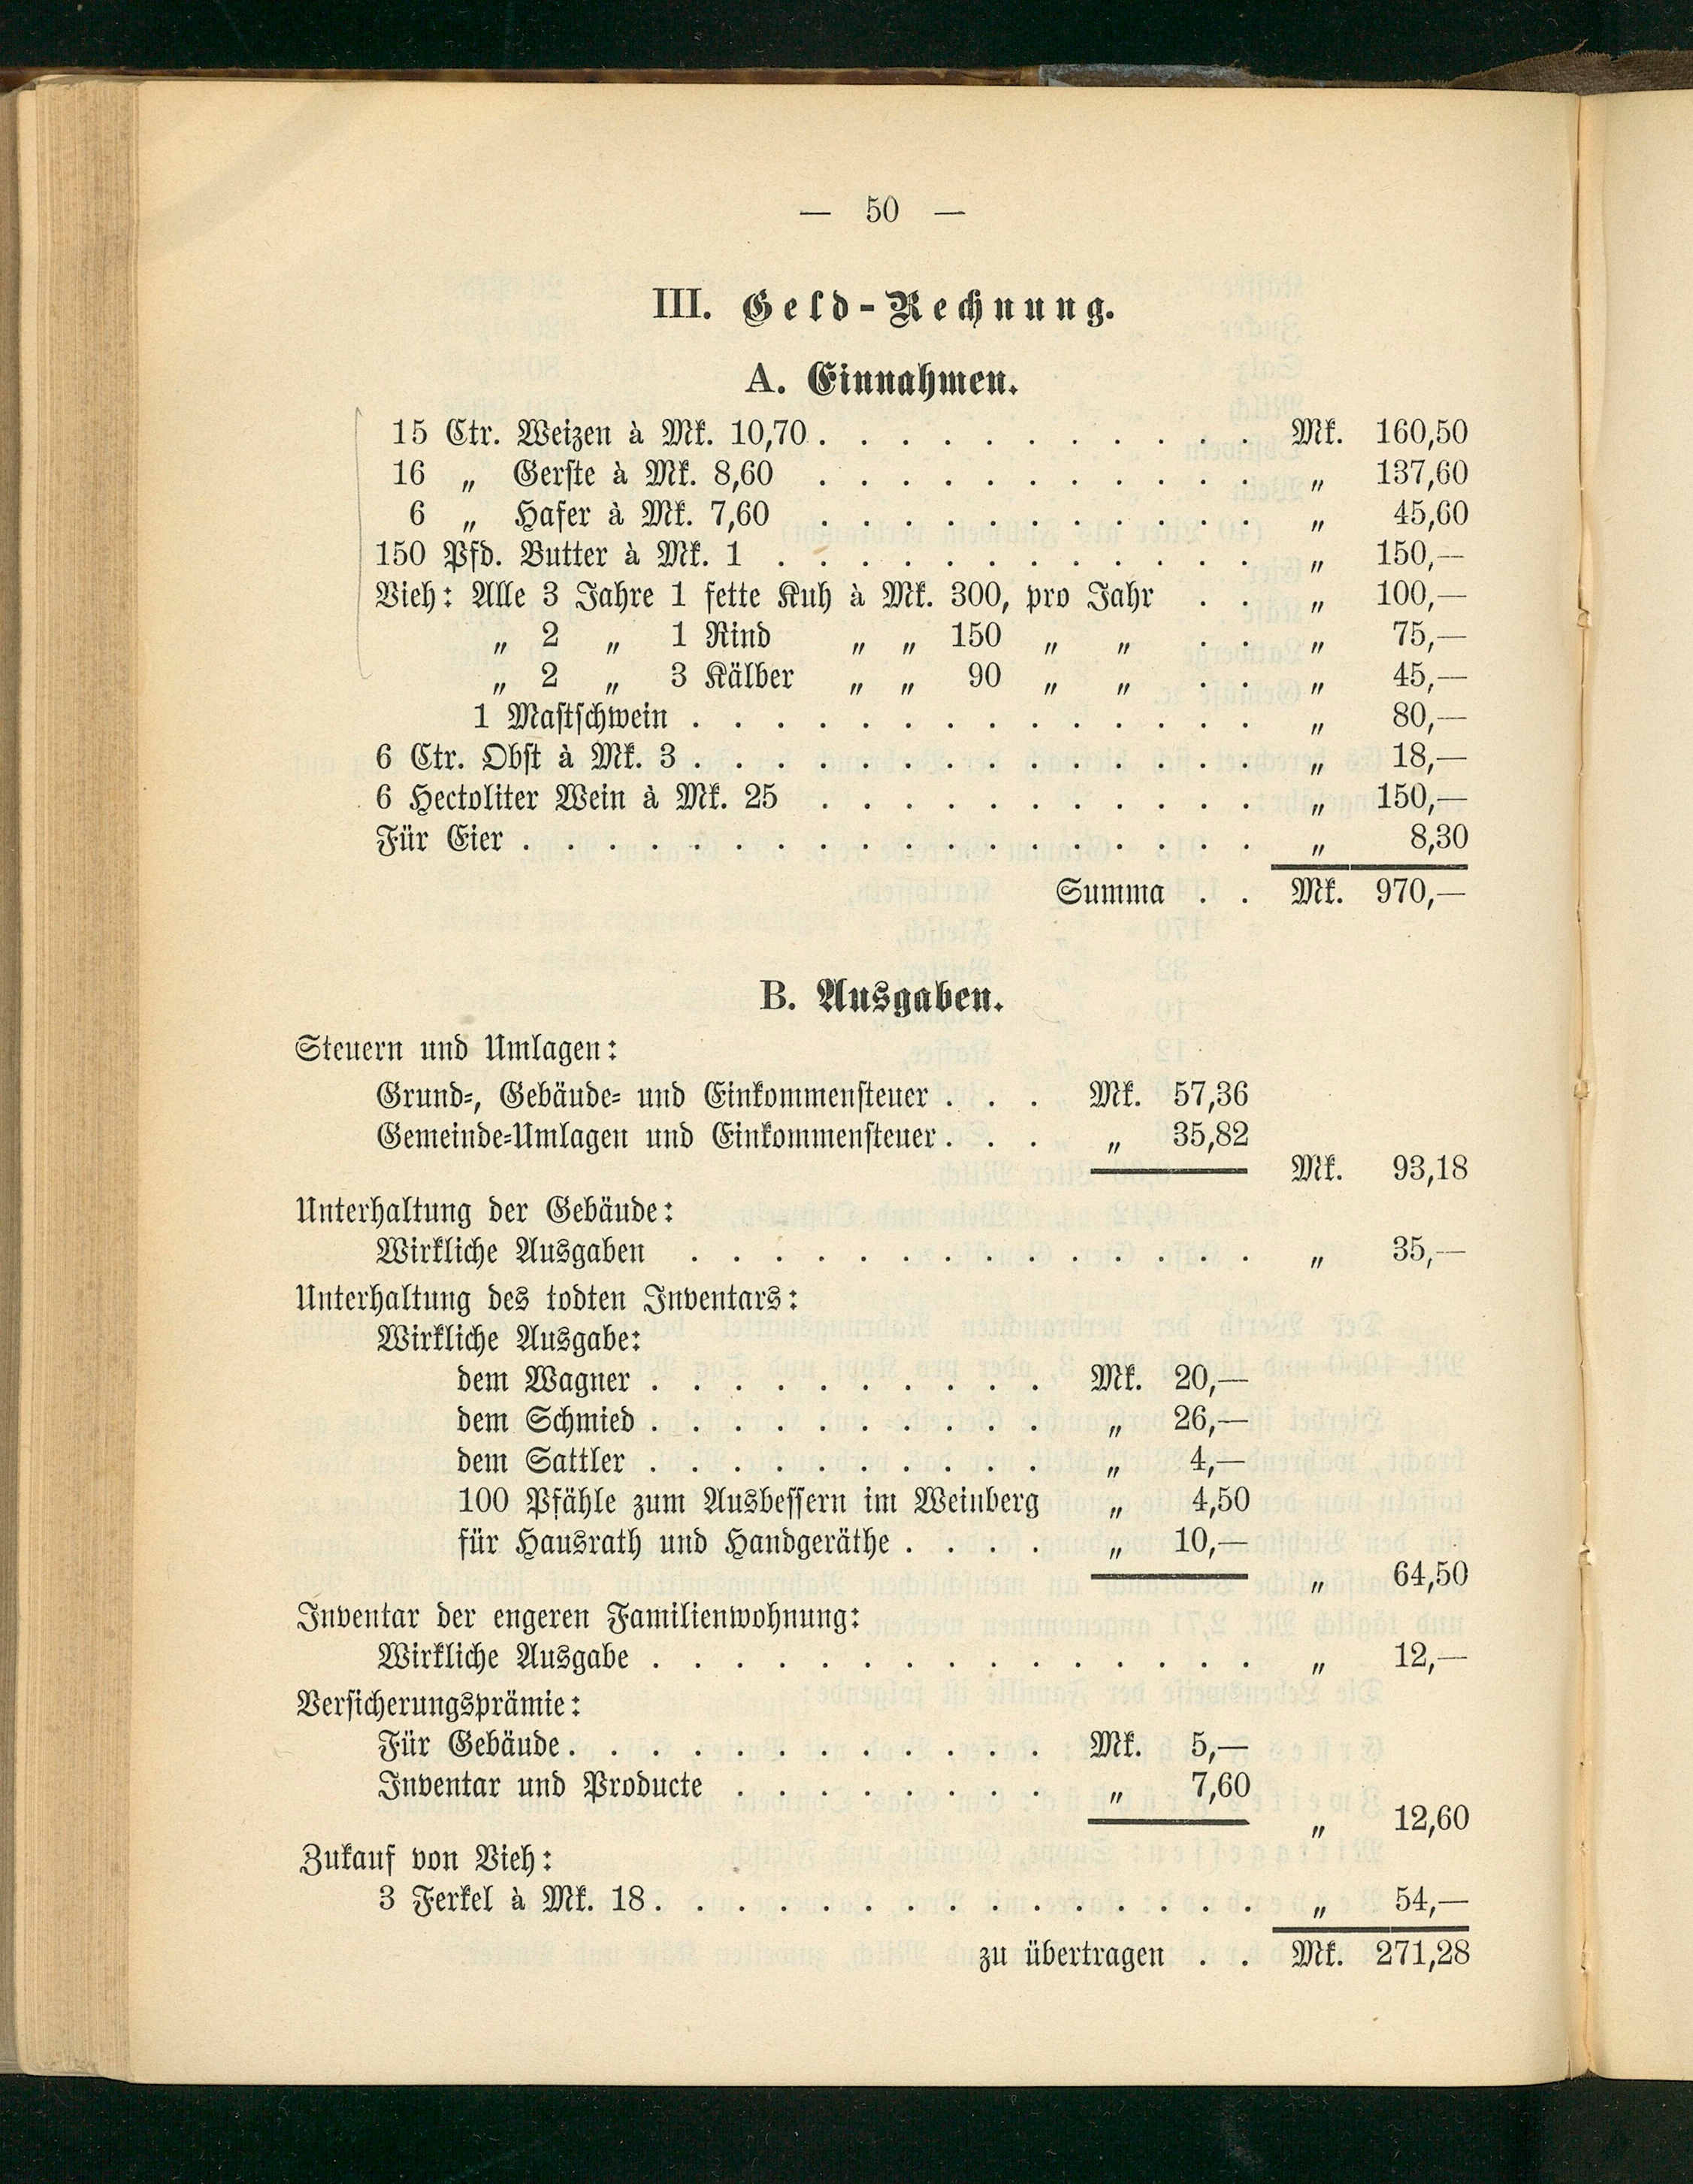 — 50 —
III. Geld-Rechnung.
A. Einnahmen.
15 Ctr. Weizen à Mk. 10,70 . . . . . . . . . . . Mk. 160,50
16 „ Gerste à Mk. 8,60 . . . . . . . . . . . „ 137,60
6 „ Hafer à Mk. 7,60 . . . . . . . . . . . „ 45,60
150 Pfd. Butter à Mk. 1 . . . . . . . . . . . . „ 150,—
Vieh: Alle 3 Jahre 1 fette Kuh à Mk. 300, pro Jahr . . „ 100,—
„ 2 „ 1 Rind „ „ 150 „ „ . . „ 75,—
„ 2 „ 3 Kälber „ „ 90 „ „ . . „ 45,—
1 Mastschwein . . . . . . . . . . . . . . „ 80,—
6 Ctr. Obst à Mk. 3 . . . . . . . . . . . . . . „ 18,—
6 Hectoliter Wein à Mk. 25 . . . . . . . . . . . „ 150,—
Für Eier . . . . . . . . . . . . . . . . . . „ 8,30
Summa . . Mk. 970,—
B. Ausgaben.
Steuern und Umlagen:
Grund-, Gebäude- und Einkommensteuer . . . Mk. 57,36
Gemeinde-Umlagen und Einkommensteuer . . . „ 35,82
Mk. 93,18
Unterhaltung der Gebäude:
Wirkliche Ausgaben . . . . . . . . . . . . . . „ 35,—
Unterhaltung des todten Inventars:
Wirkliche Ausgabe:
dem Wagner . . . . . . . . . . Mk. 20,—
dem Schmied . . . . . . . . . . „ 26,—
dem Sattler . . . . . . . . . . „ 4,—
100 Pfähle zum Ausbessern im Weinberg „ 4,50
für Hausrath und Handgeräthe . . . . „ 10,—
„ 64,50
Inventar der engeren Familienwohnung:
Wirkliche Ausgabe . . . . . . . . . . . . . . . „ 12,—
Versicherungsprämie:
Für Gebäude . . . . . . . . . . . . Mk. 5,—
Inventar und Producte . . . . . . . . „ 7,60
„ 12,60
Zukauf von Vieh:
3 Ferkel à Mk. 18 . . . . . . . . . . . . . . . „ 54,—
zu übertragen . . Mk. 271,28